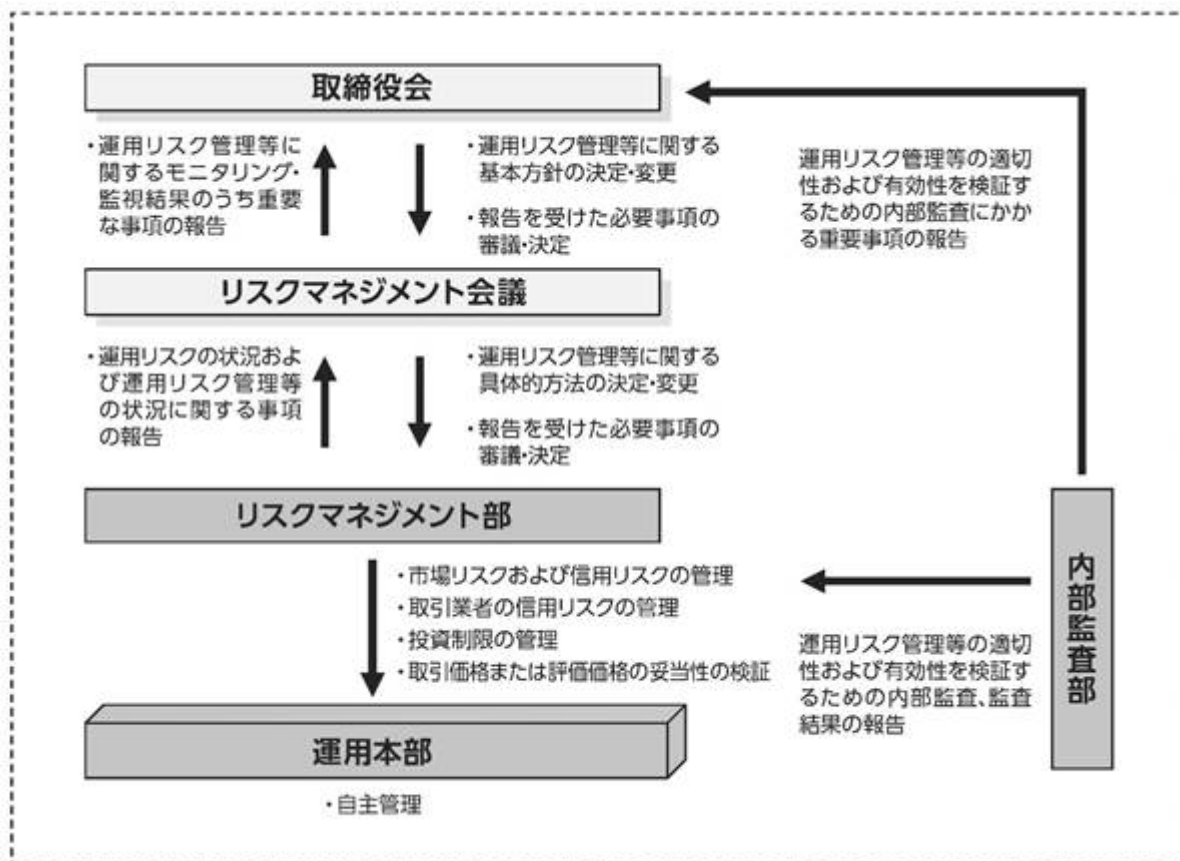 取締役会
・運用リスク管理等に
関するモニタリング・
監視結果のうち重要
な事項の報告
・運用リスク管理等に関する
基本方針の決定・変更
・報告を受けた必要事項の
審議・決定
運用リスク管理等の適切
性および有効性を検証す
るための内部監査にかか
る重要事項の報告
リスクマネジメント会議
・運用リスクの状況およ
び運用リスク管理等
の状況に関する事項
の報告
・運用リスク管理等に関する
具体的方法の決定・変更
・報告を受けた必要事項の
審議・決定
リスクマネジメント部
・市場リスクおよび信用リスクの管理
・取引業者の信用リスクの管理
・投資制限の管理
・取引価格または評価価格の妥当性の検証
運用リスク管理等の適切
性および有効性を検証す
るための内部監査、監査
結果の報告
内部監査部
運用本部
・自主管理